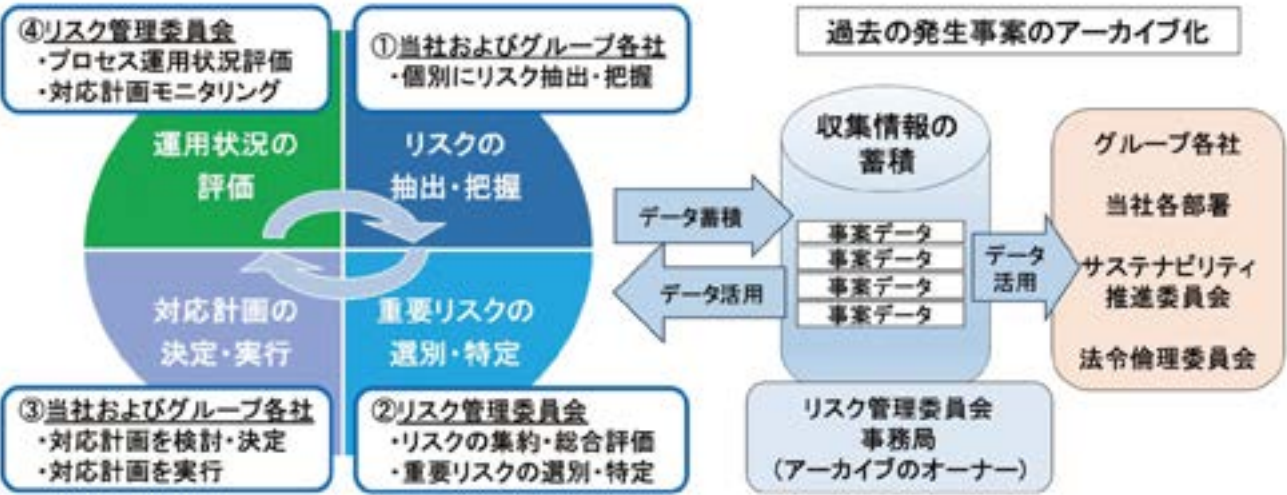 ④リスク管理委員会
・プロセス運用状況評価
・対応計画モニタリング
①当社およびグループ各社
・個別にリスク抽出・把握
運用状況の
評価
リスクの
抽出・把握
対応計画の
決定・実行
重要リスクの
選別・特定
③当社およびグループ各社
・対応計画を検討・決定
・対応計画を実行
②リスク管理委員会
・リスクの集約・総合評価
・重要リスクの選別・特定
過去の発生事案のアーカイブ化
データ蓄積
データ活用
収集情報の
蓄積
事案データ
事案データ
事案データ
事案データ
データ
活用
リスク管理委員会
事務局
（アーカイブのオーナー）
グループ各社
当社各部署
サステナビリティ
推進委員会
法令倫理委員会